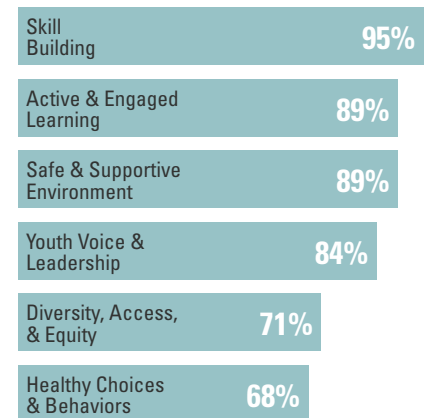 Skill
Building
95%
Active & Engaged
Learning
89%
Safe & Supportive
Environment
89%
Youth Voice &
Leadership
84%
Diversity, Access,
& Equity
71%
Healthy Choices
& Behaviors
68%